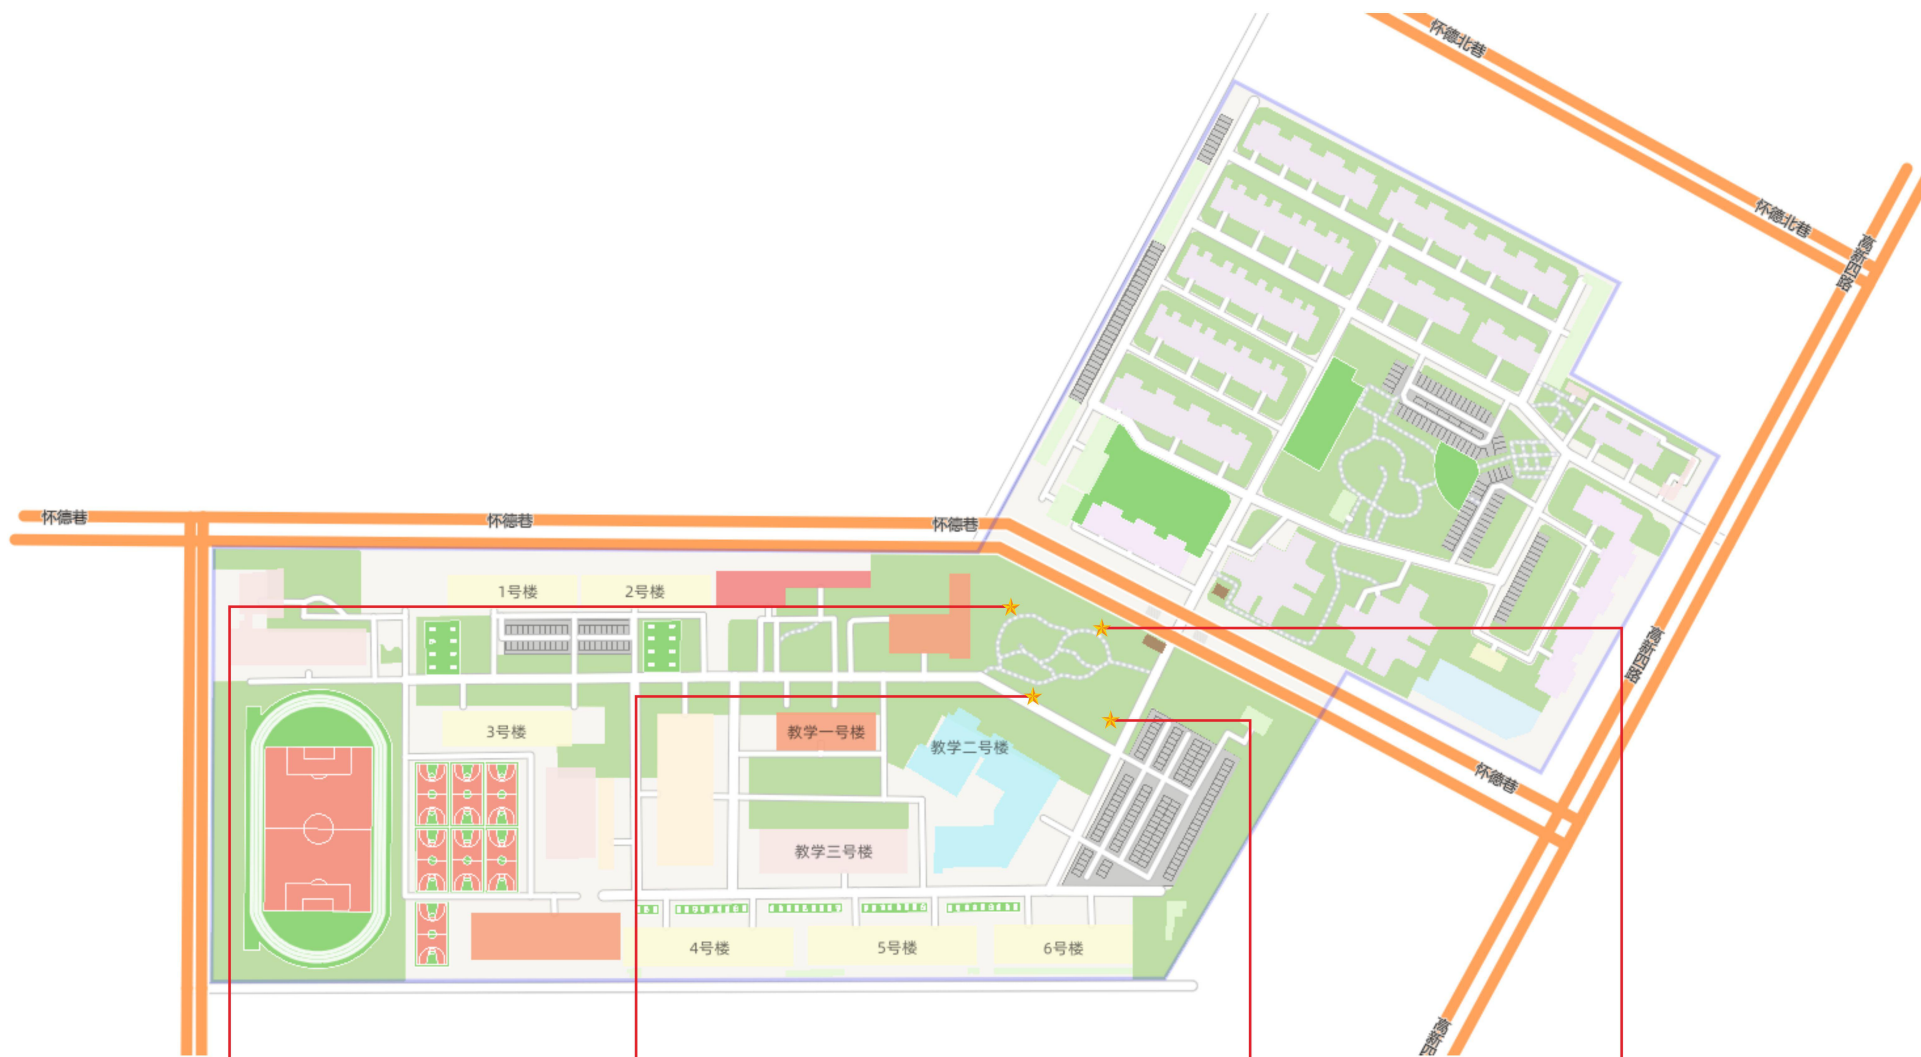 怀德北巷
怀德北巷
高新四路
怀德巷
怀德巷
怀德巷
1号楼
2号楼
高新四路
3号楼
教学一号楼
教学二号楼
怀德巷
教学三号楼
4号楼
5号楼
6号楼
高新四